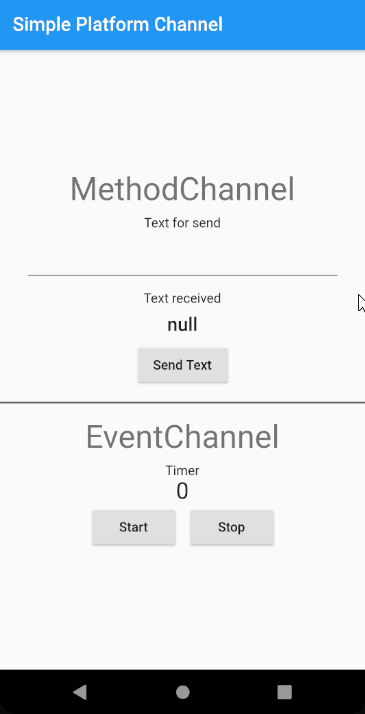 Simple Platform Channel
MethodChannel
Text for send
Text received
null
Send Text
EventChannel
Timer
0
Start Stop